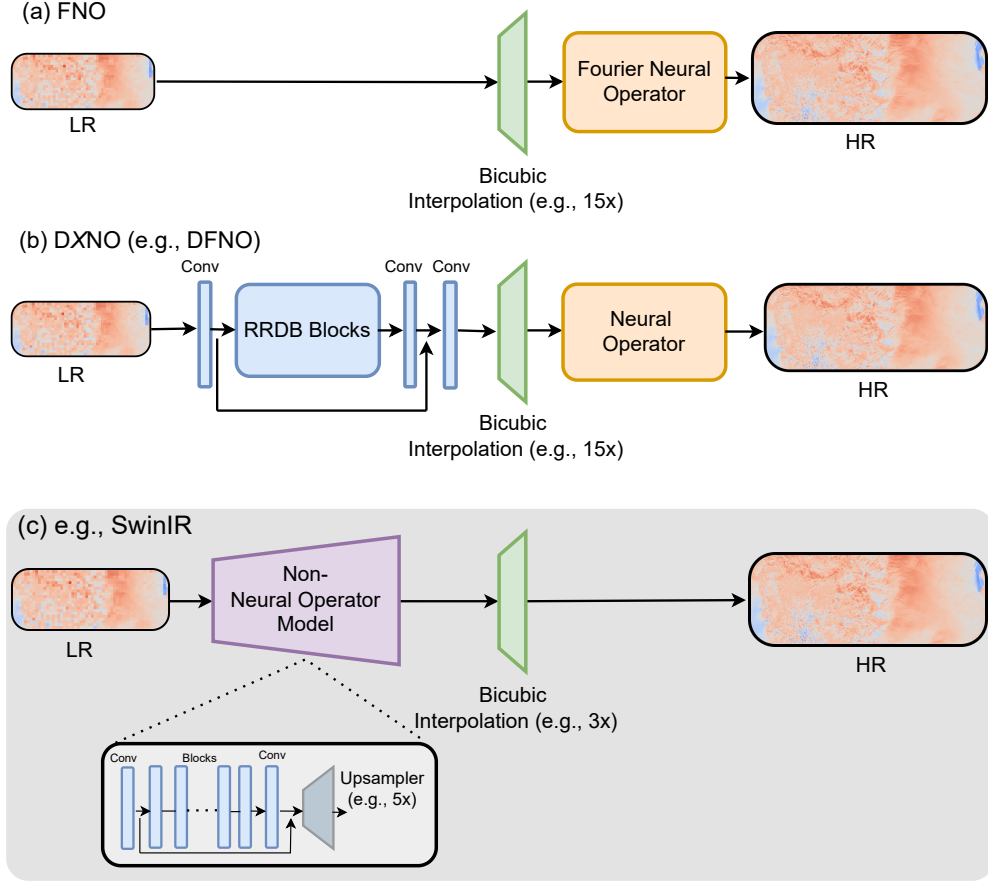 (a) FNO
LR
Fourier Neural
Operator
HR
Bicubic
Interpolation (e.g., 15x)
(b) DXNO (e.g., DFNO)
Conv
Conv
Conv
RRDB Blocks
Neural
Operator
LR
HR
Bicubic
Interpolation (e.g., 15x)
(c) e.g., SwinIR
Non-
Neural Operator
Model
LR
HR
Bicubic
Interpolation (e.g., 3x)
Conv
Blocks
Conv
Upsampler
(e.g., 5x)